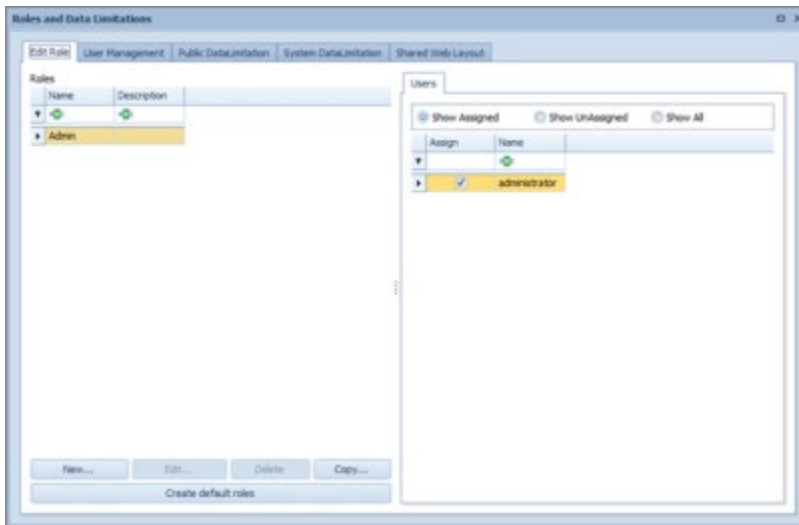 Roles and Data Limitations
Edit Role User Management Public DataLimitation System DataLimitation Shared Web Layout
Roles
Name Description
Admin
Users
Show Assigned Show UnAssigned Show All
Assign Name
administrator
New... Edit... Delete Copy...
Create default roles